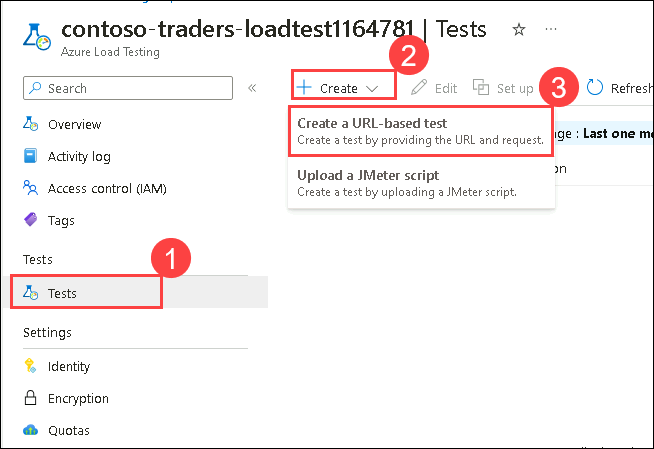 contoso-traders-loadtest1164781 | Tests
Azure Load Testing
Search
Overview
Activity log
Access control (IAM)
Tags
Tests
1
Tests
Settings
Identity
Encryption
Quotas
2
Create
Edit
Set up
3
Refresh
Create a URL-based test
Create a test by providing the URL and request.
Upload a JMeter script
Create a test by uploading a JMeter script.
: Last one